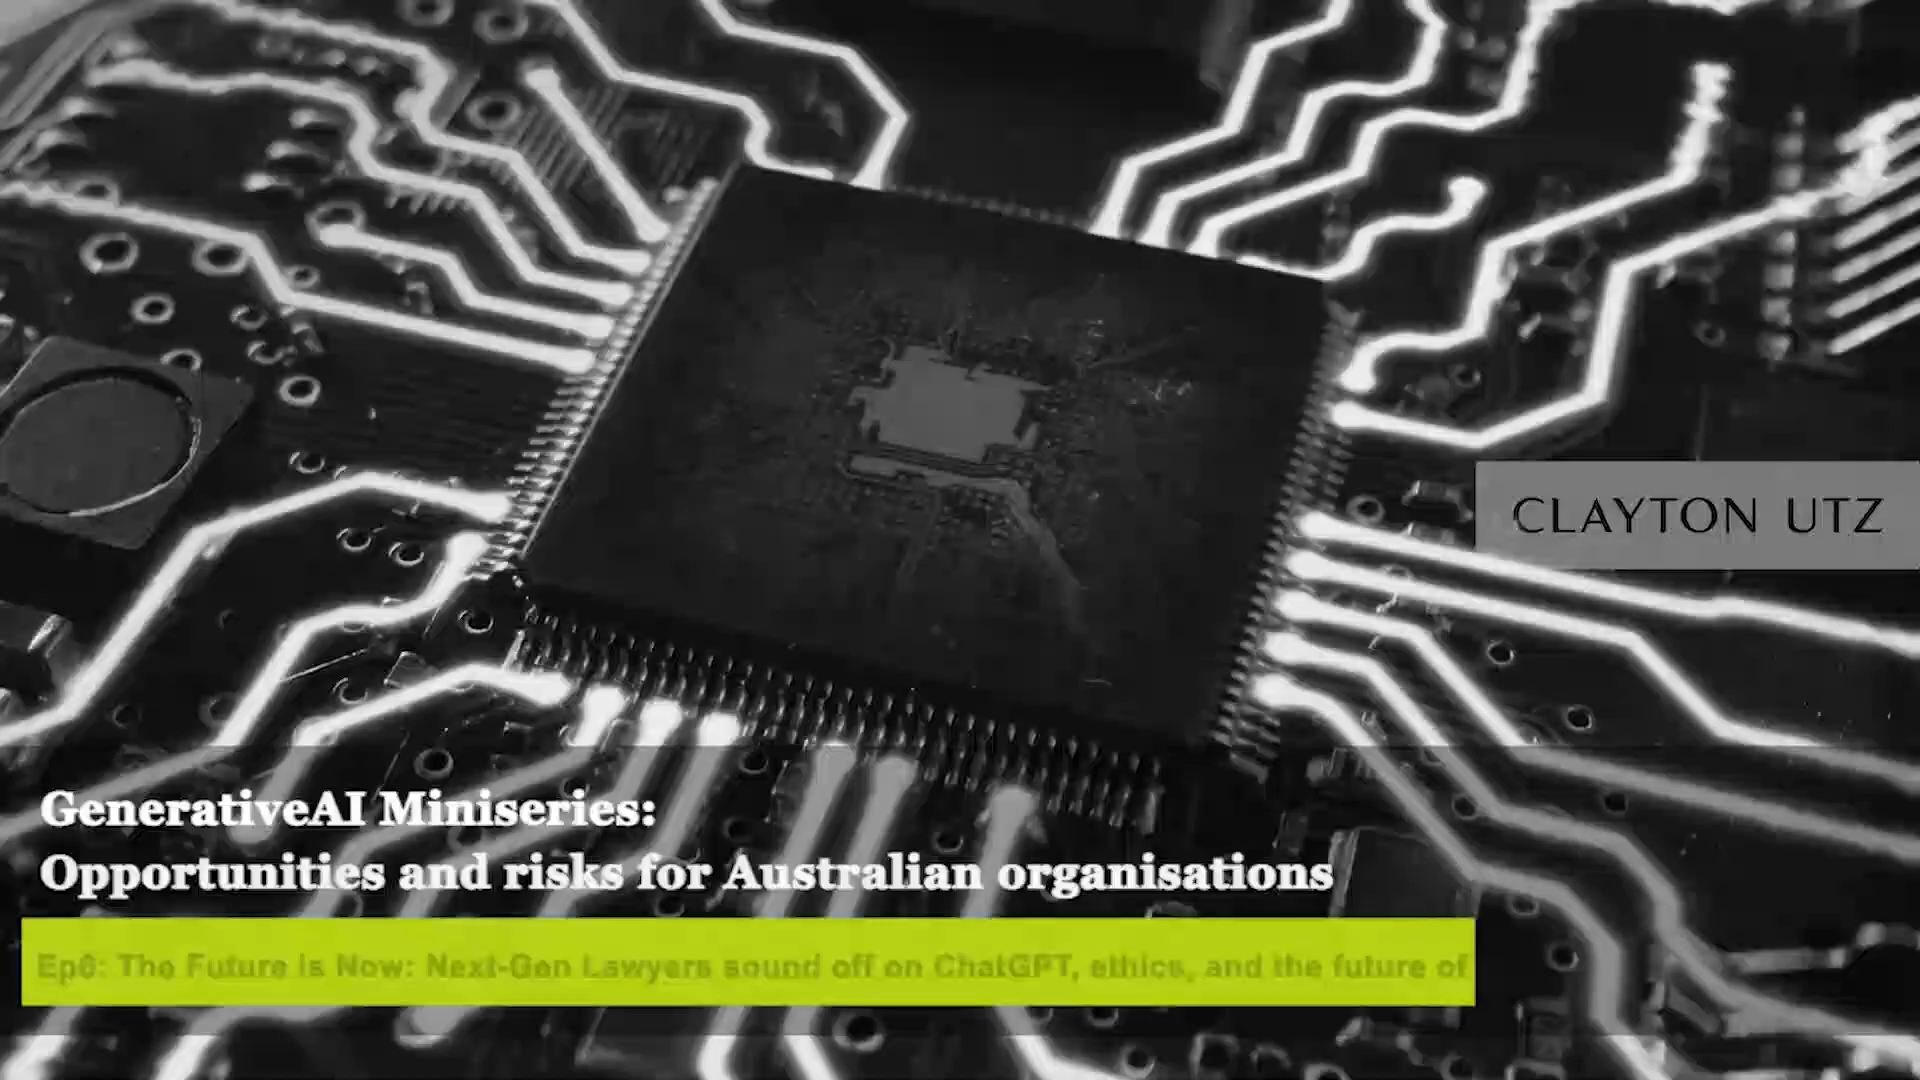 CLAYTON UTZ
GenerativeAI Miniseries:
Opportunities and risks for Australian organisations
Ep6: The Future is Now: Next-Gen Lawyers sound off on ChatGPT, ethics, and the future of